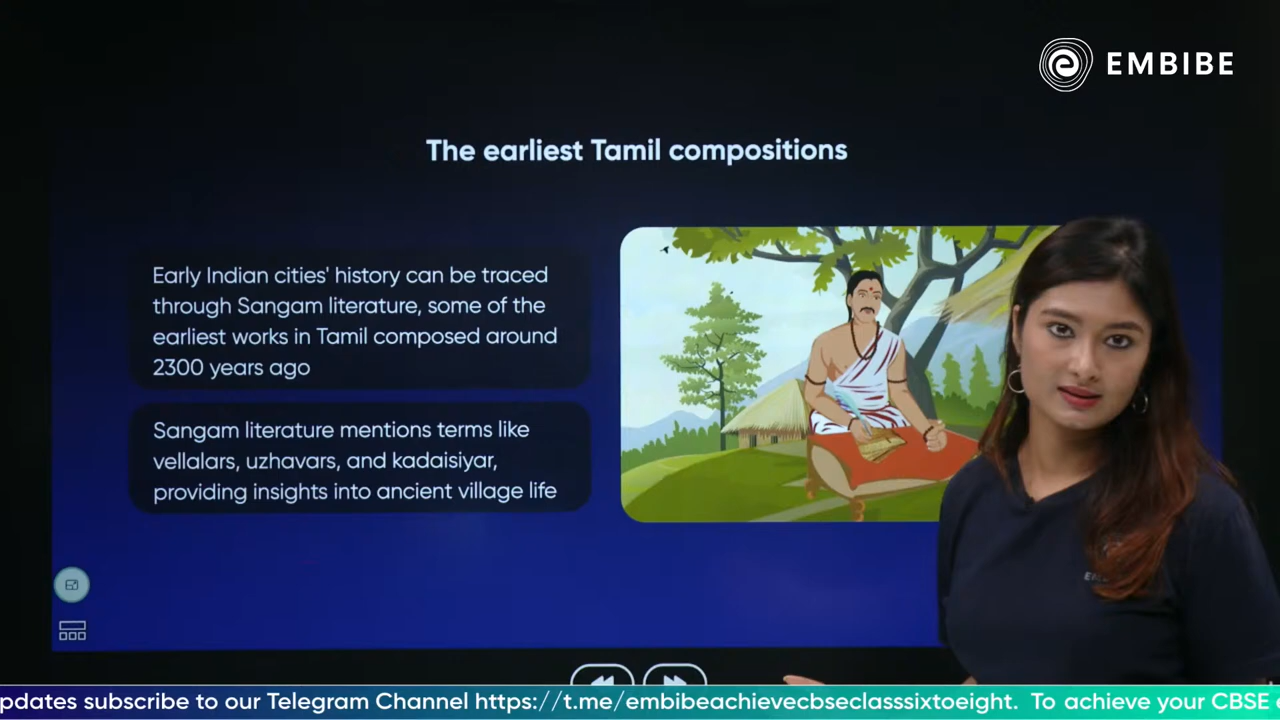 EMBIBE
The earliest Tamil compositions
Early Indian cities' history can be traced
through Sangam literature, some of the
earliest works in Tamil composed around
2300 years ago
Sangam literature mentions terms like
vellalars, uzhavars, and kadaisiyar,
providing insights into ancient village life
pdates subscribe to our Telegram Channel https://t.me/embibeachievecbseclasssixtoeight. To achieve your CBSE